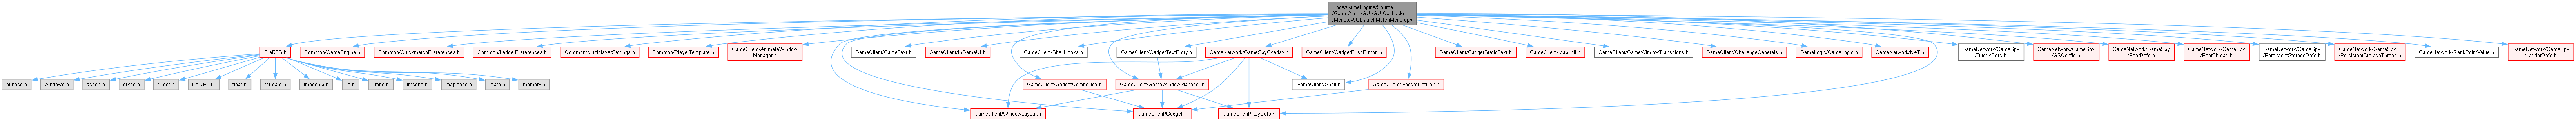 Code/GameEngine/Source
/GameClient/GUI/GUICallbacks
/Menus/WOLQuickMatchMenu.cpp
PreRTS.h
Common/GameEngine.h
Common/QuickmatchPreferences.h
Common/LadderPreferences.h
Common/MultiplayerSettings.h
Common/PlayerTemplate.h
GameClient/AnimateWindow
Manager.h
GameClient/GameText.h
GameClient/InGameUI.h
GameClient/ShellHooks.h
GameClient/GadgetTextEntry.h
GameNetwork/GameSpyOverlay.h
GameClient/GadgetPushButton.h
GameClient/GadgetStaticText.h
GameClient/MapUtil.h
GameClient/GameWindowTransitions.h
GameClient/ChallengeGenerals.h
GameLogic/GameLogic.h
GameNetwork/NAT.h
GameNetwork/GameSpy
/BuddyDefs.h
GameNetwork/GameSpy
/GSConfig.h
GameNetwork/GameSpy
/PeerDefs.h
GameNetwork/GameSpy
/PeerThread.h
GameNetwork/GameSpy
/PersistentStorageDefs.h
GameNetwork/GameSpy
/PersistentStorageThread.h
GameNetwork/RankPointValue.h
GameNetwork/GameSpy
/LadderDefs.h
atlbase.h
windows.h
assert.h
ctype.h
direct.h
EXCPT.H
float.h
fstream.h
imagehlp.h
io.h
limits.h
lmcons.h
mapicode.h
math.h
memory.h
GameClient/GadgetComboBox.h
GameClient/GameWindowManager.h
GameClient/Shell.h
GameClient/GadgetListBox.h
GameClient/WindowLayout.h
GameClient/Gadget.h
GameClient/KeyDefs.h